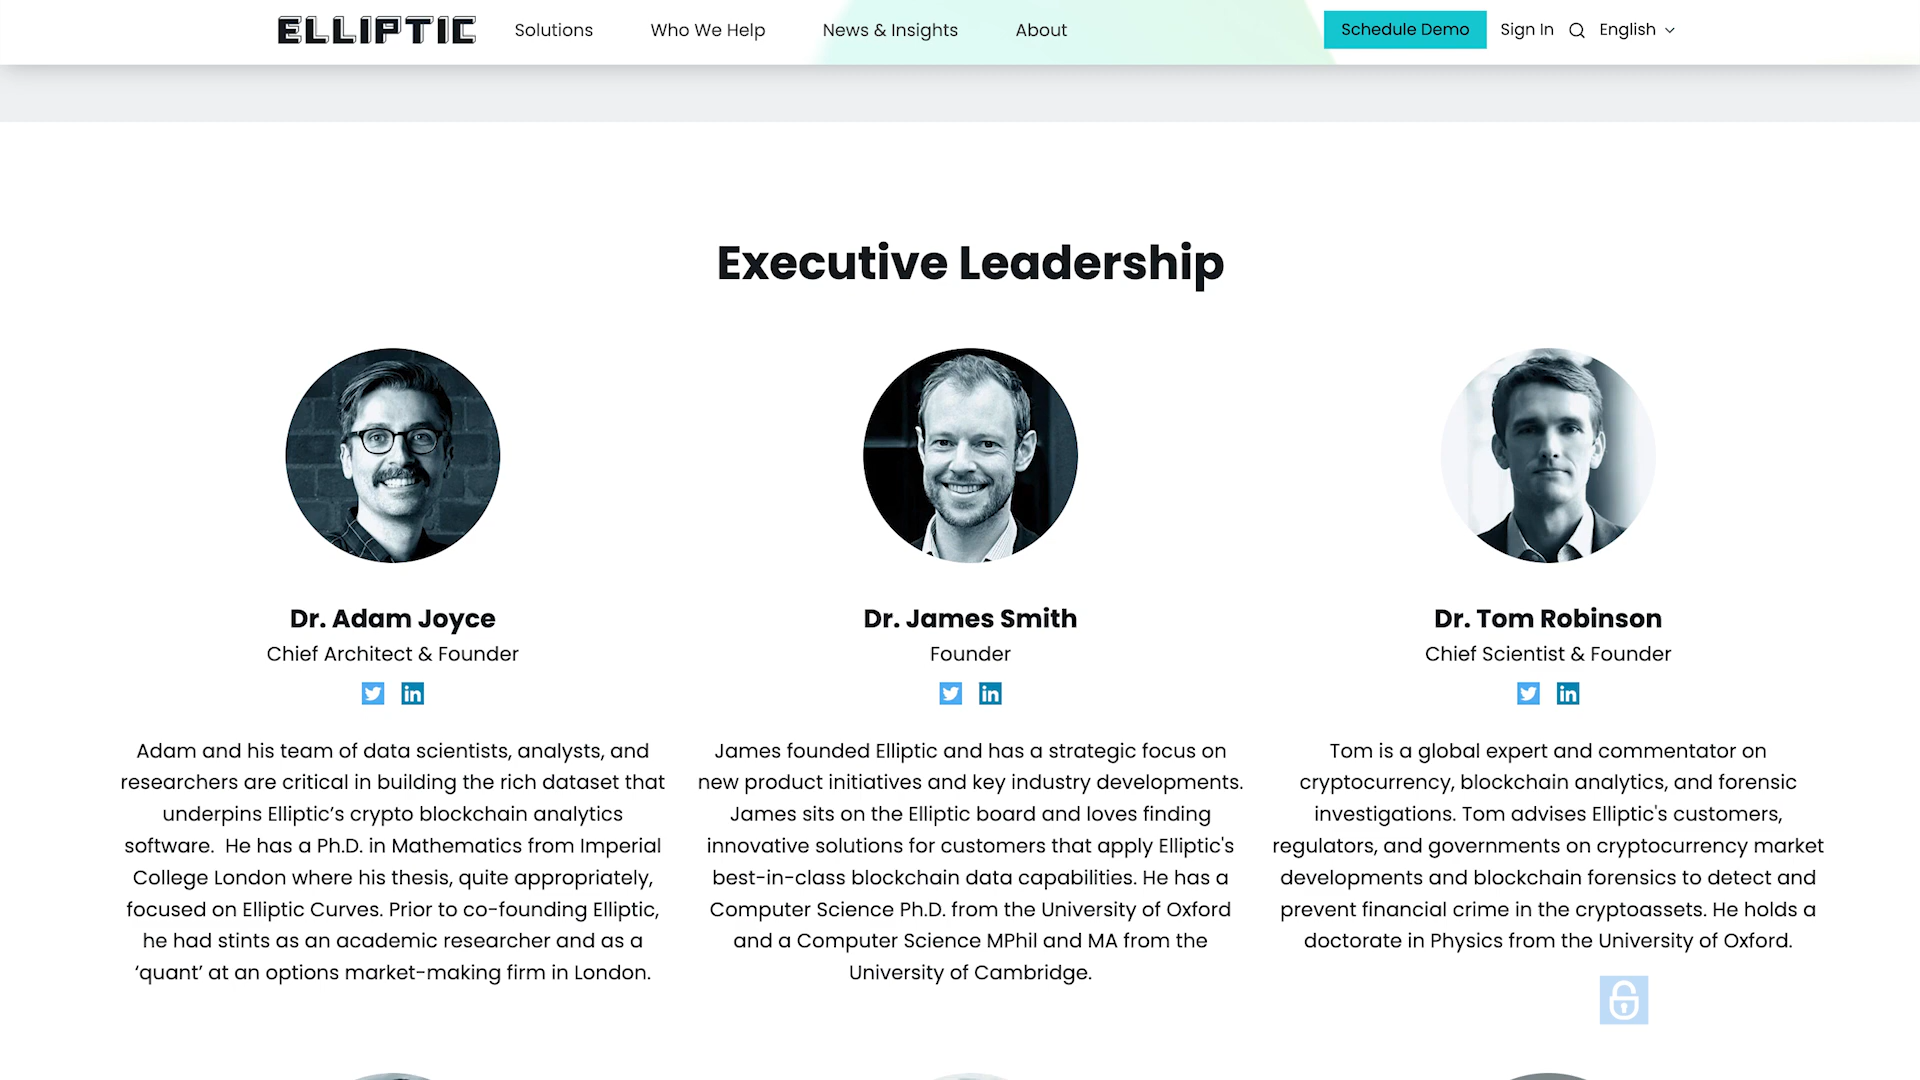 ELLIPTIC Solutions Who We Help News & Insights About Schedule Demo Sign In English
Executive Leadership
Dr. Adam Joyce
Chief Architect & Founder
in
Adam and his team of data scientists, analysts, and
researchers are critical in building the rich dataset that
underpins Elliptic’s crypto blockchain analytics
software.  He has a Ph.D. in Mathematics from Imperial
College London where his thesis, quite appropriately,
focused on Elliptic Curves. Prior to co-founding Elliptic,
he had stints as an academic researcher and as a
‘quant’ at an options market-making firm in London.
Dr. James Smith
Founder
in
James founded Elliptic and has a strategic focus on
new product initiatives and key industry developments.
James sits on the Elliptic board and loves finding
innovative solutions for customers that apply Elliptic's
best-in-class blockchain data capabilities. He has a
Computer Science Ph.D. from the University of Oxford
and a Computer Science MPhil and MA from the
University of Cambridge.
Dr. Tom Robinson
Chief Scientist & Founder
in
Tom is a global expert and commentator on
cryptocurrency, blockchain analytics, and forensic
investigations. Tom advises Elliptic's customers,
regulators, and governments on cryptocurrency market
developments and blockchain forensics to detect and
prevent financial crime in the cryptoassets. He holds a
doctorate in Physics from the University of Oxford.